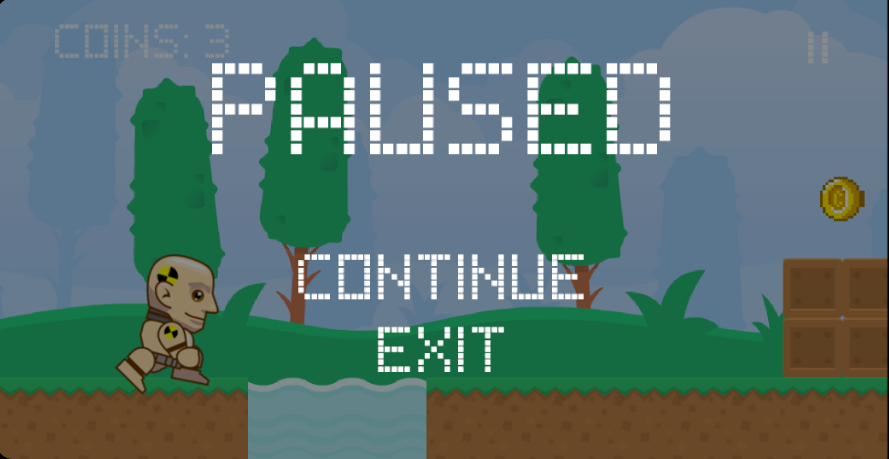 COINS: 3
PAUSED
CONTINUE
EXIT